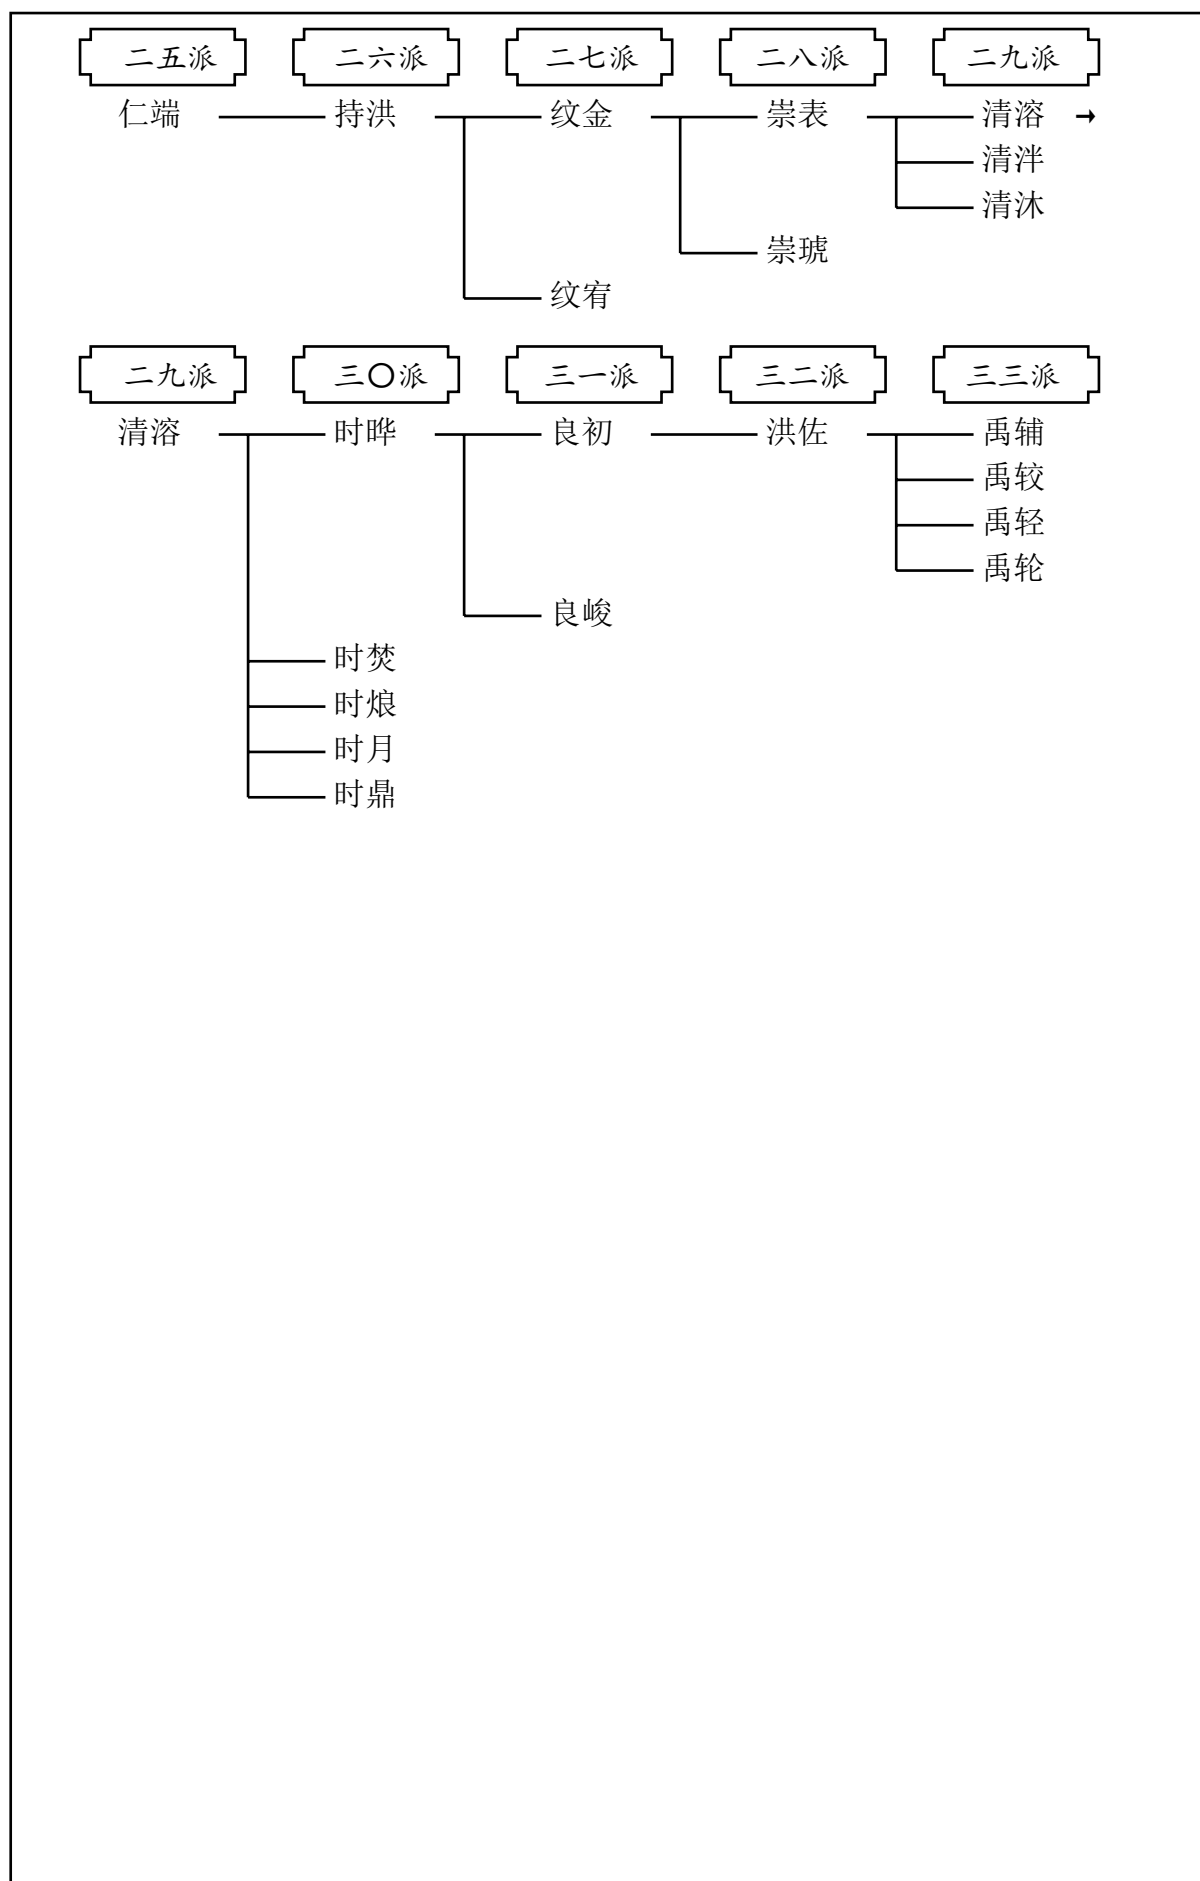 二五派 二六派 二七派 二八派 二九派
仁端 持洪 纹金 崇表 清溶 →
清泮
清沐
崇琥
纹宥
二九派 三〇派 三一派 三二派 三三派
清溶 时晔 良初 洪佐 禹辅
禹较
禹轻
禹轮
良峻
时焚
时烺
时月
时鼎